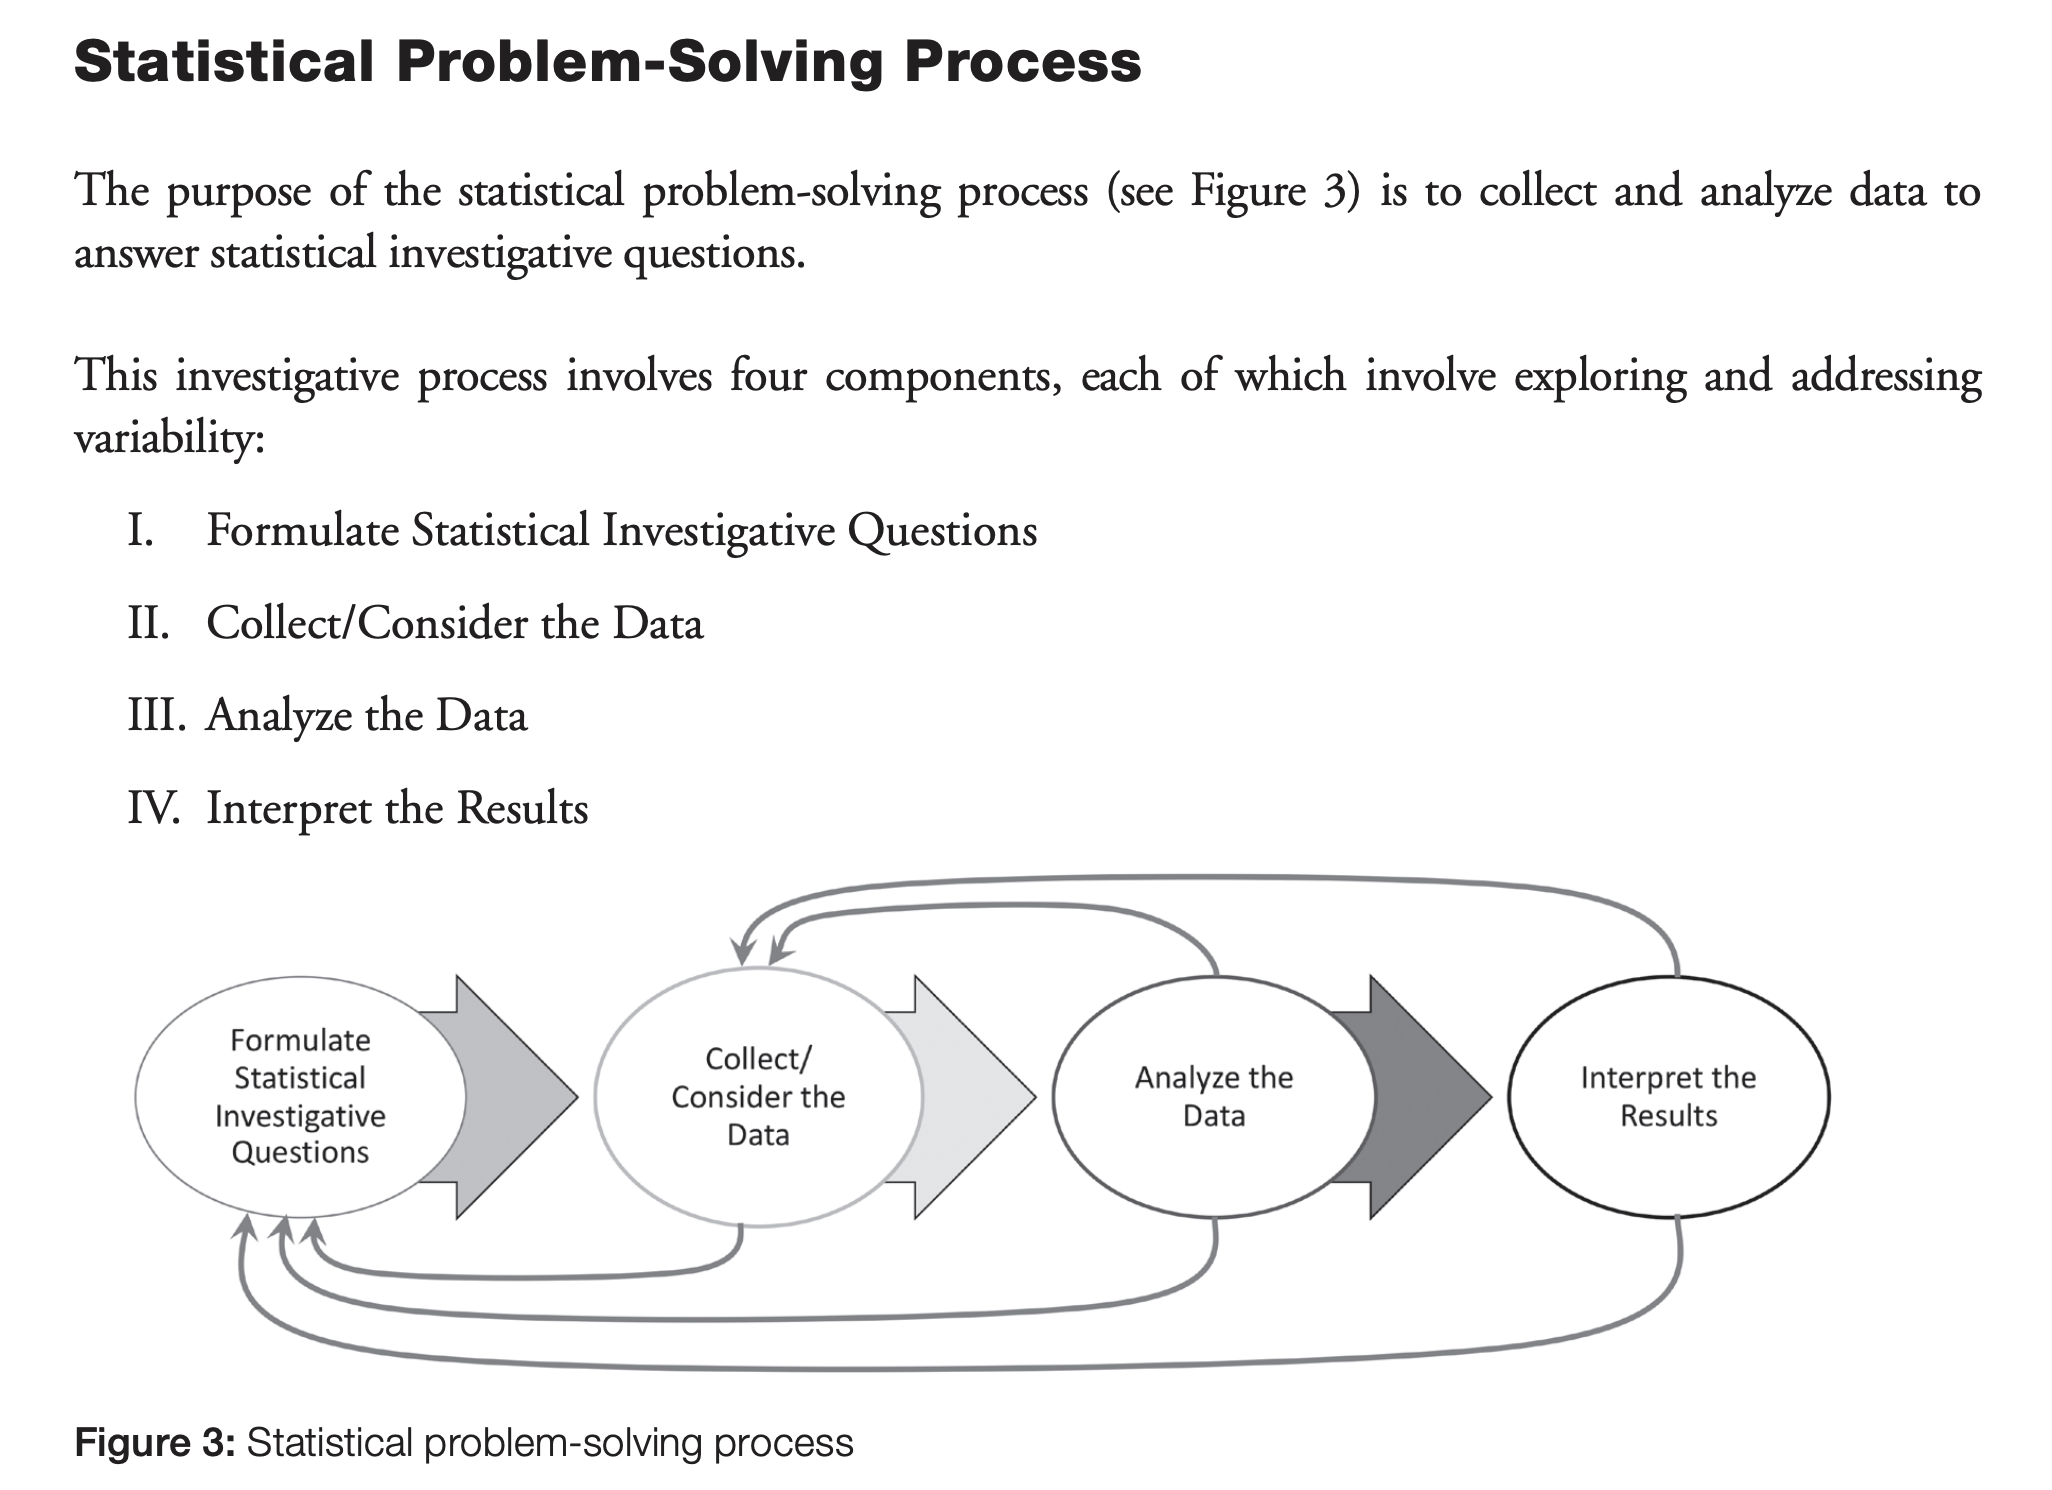 Statistical Problem-Solving Process
The purpose of the statistical problem-solving process (see Figure 3) is to collect and analyze data to
answer statistical investigative questions.
This investigative process involves four components, each of which involve exploring and addressing
variability:
I. Formulate Statistical Investigative Questions
II. Collect/Consider the Data
III. Analyze the Data
IV. Interpret the Results
Formulate
Statistical
Investigative
Questions
Collect/
Consider the
Data
Analyze the
Data
Interpret the
Results
Figure 3: Statistical problem-solving process